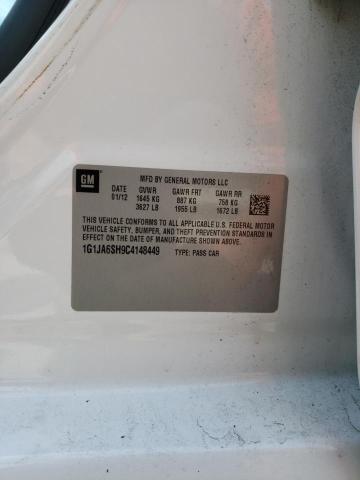 GM
MFD BY GENERAL MOTORS LLC
DATE GVWR GAWR FRT GAWR RR
01/12 1645 KG 887 KG 758 KG
3627 LB 1955 LB 1672 LB
THIS VEHICLE CONFORMS TO ALL APPLICABLE U.S. FEDERAL MOTOR
VEHICLE SAFETY, BUMPER, AND THEFT PREVENTION STANDARDS IN
EFFECT ON THE DATE OF MANUFACTURE SHOWN ABOVE.
1G1JA6SH9C4148449 TYPE: PASS CAR